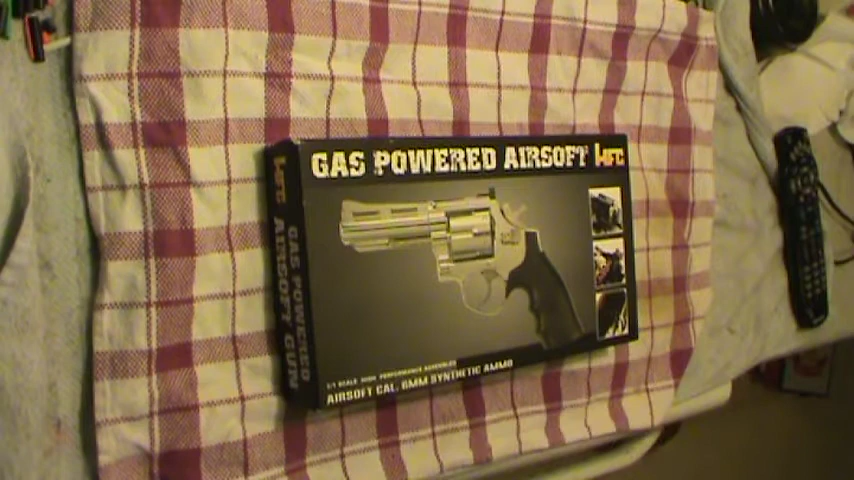 GAS POWERED AIRSOFT HFC
1:1 SCALE HIGH PERFORMANCE ASSEMBLED
AIRSOFT CAL. 6MM SYNTHETIC AMMO
HFC AIRSOFT GUN
GAS POWERED